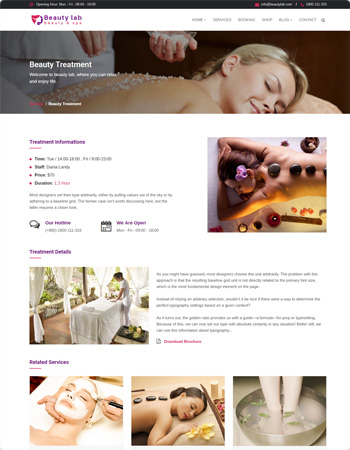 Opening Hour Mon - Fri : 09:00 - 18:00
info@beautylab.com
(880) 111-333
Beauty lab
beauty & spa
HOME
SERVICES
BOOKING
SHOP
BLOG
CONTACT
Beauty Treatment
Welcome to beauty lab, where you can relax
and enjoy life.
/ Beauty Treatment
Treatment Informations
Time: Tue / 14:00-18:00 , Fri / 9:00-15:00
Staff: Dania Landy
Price: $70
Duration: 1.3 Hour
Most designers set their type arbitrarily, either by pulling values out of the sky or by
adhering to a baseline grid. The former case isn't worth discussing here, but the
latter requires a closer look.
Our Hotline
(+880) 1800-111-333
We Are Open
Mon - Fri , 09:00 - 18:00
Treatment Details
As you might have guessed, most designers choose this unit arbitrarily. The problem with this
approach is that the resulting baseline grid unit is not directly related to the primary font size,
which is the most fundamental design element on the page.
Instead of relying on arbitrary selection, wouldn't it be nice if there were a way to determine the
perfect typography settings based on a given context?
As it turns out, the golden ratio provides us with a guide—a formula—for proper typesetting.
Because of this, we can now set our type with absolute certainty in any situation! Better still, we
can use this information about typography...
Download Brochure
Related Services